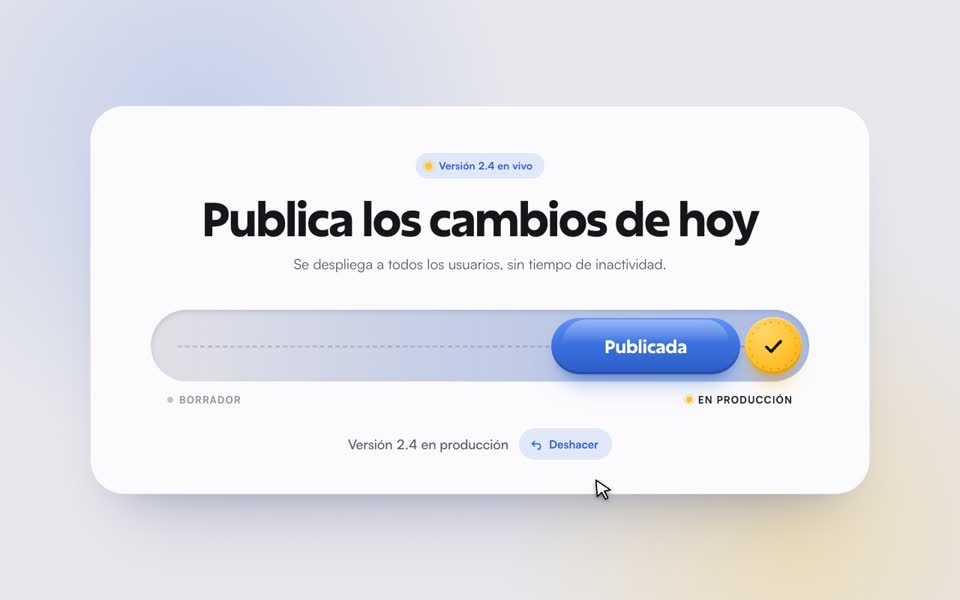 Versión 2.4 en vivo
Publica los cambios de hoy
Se despliega a todos los usuarios, sin tiempo de inactividad.
Publicada
BORRADOR
EN PRODUCCIÓN
Versión 2.4 en producción
Deshacer